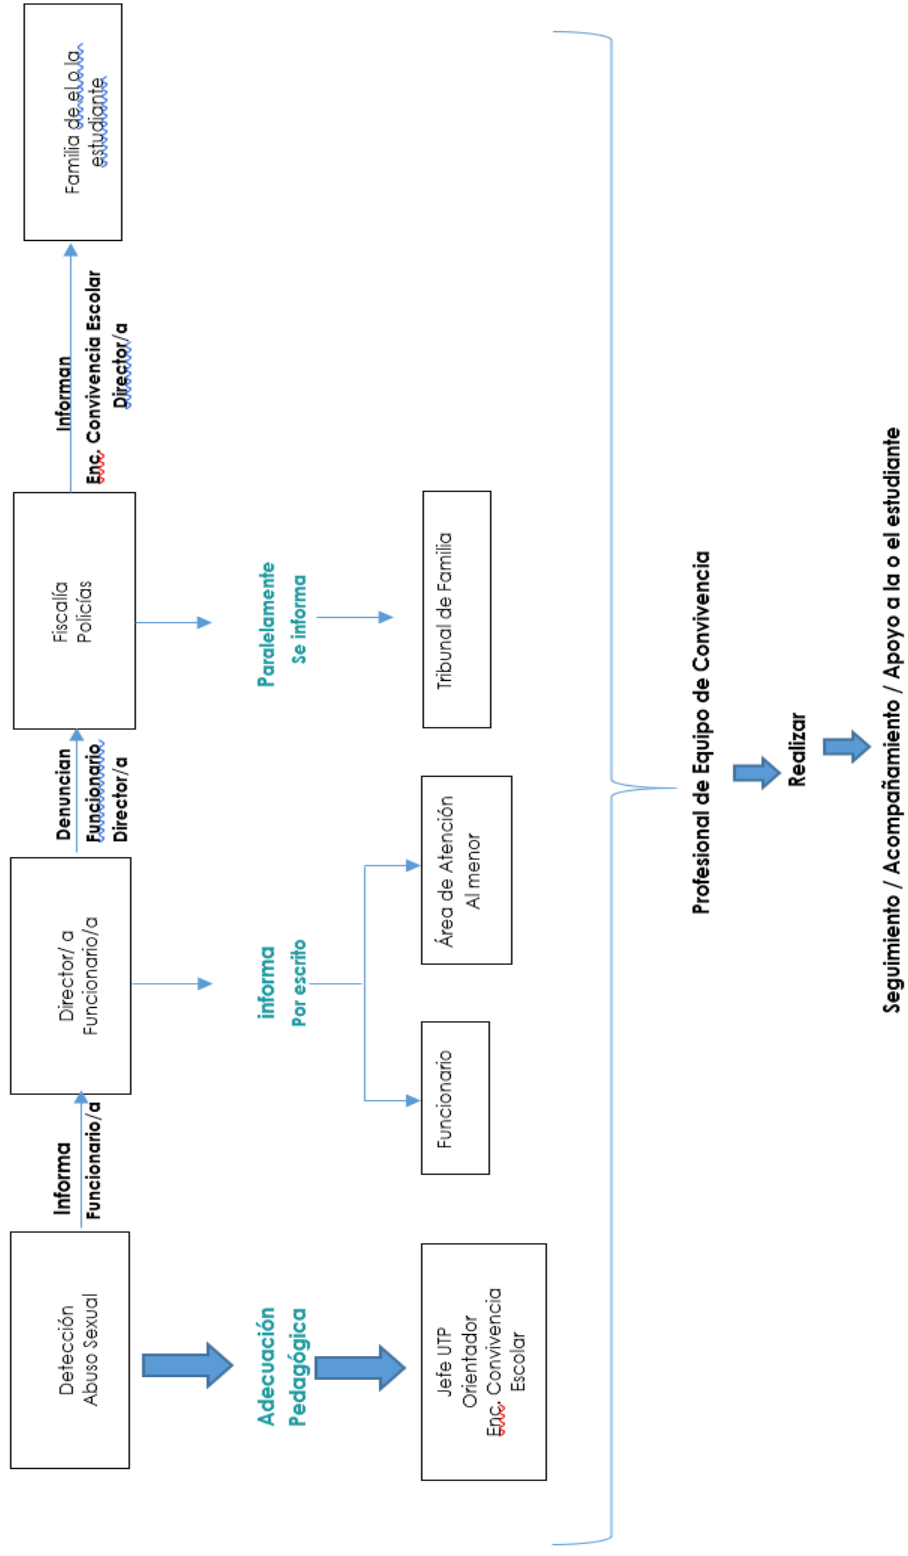 Detección
Abuso Sexual
Informa
Funcionario/a
Director/ a
Funcionario/a
Denuncian
Funcionario
Director/a
Fiscalía
Policías
Informan
Enc. Convivencia Escolar
Director/a
Familia de el o la
estudiante
Adecuación
Pedagógica
informa
Por escrito
Paralelamente
Se informa
Jefe UTP
Orientador
Enc. Convivencia
Escolar
Funcionario
Área de Atención
Al menor
Tribunal de Familia
Profesional de Equipo de Convivencia
Realizar
Seguimiento / Acompañamiento / Apoyo a la o el estudiante